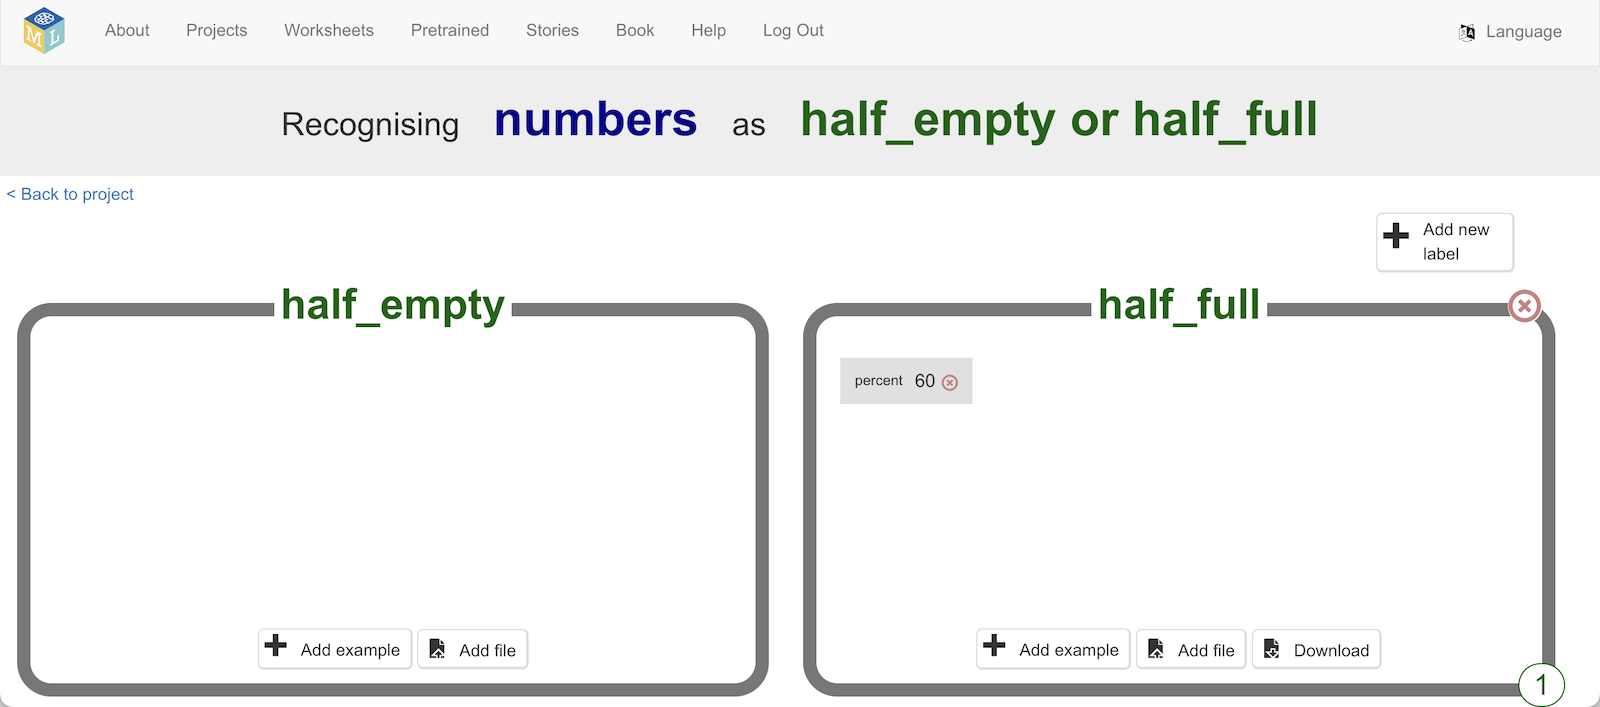 M L
About Projects Worksheets Pretrained Stories Book Help Log Out Language
Recognising numbers as half_empty or half_full
< Back to project
Add new
label
half_empty
half_full
percent 60
Add example Add file
Add example Add file Download
1